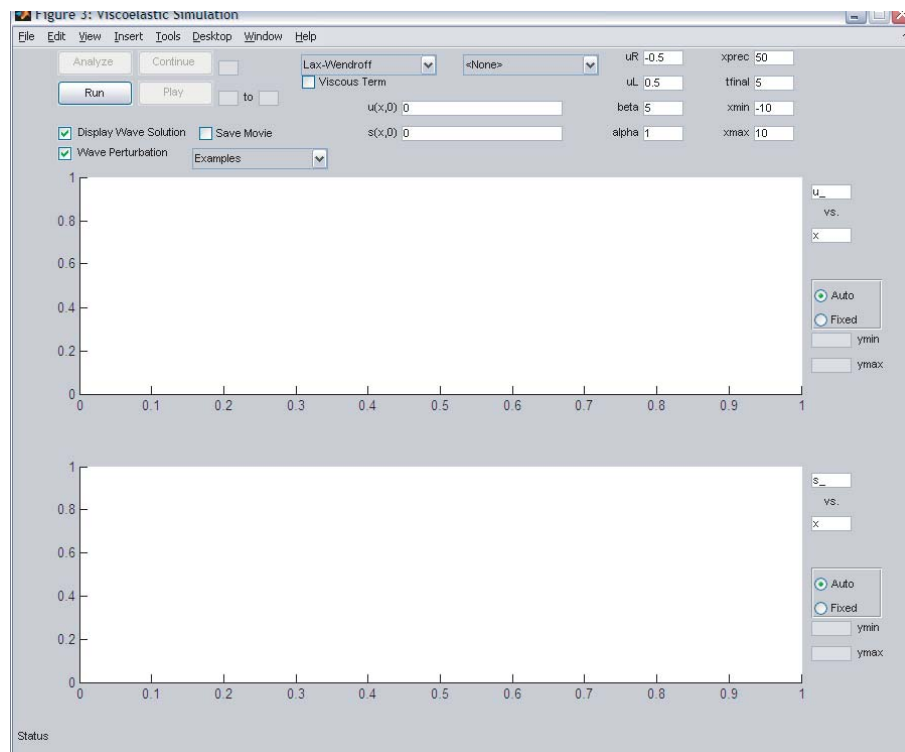 Figure 3: Viscoelastic Simulation
File Edit View Insert Tools Desktop Window Help
Analyze Continue
Run Play
to
Lax-Wendroff
<None>
Viscous Term
u(x,0) 0
s(x,0) 0
uR -0.5
uL 0.5
beta 5
alpha 1
xprec 50
tfinal 5
xmin -10
xmax 10
Display Wave Solution
Save Movie
Wave Perturbation
Examples
1
0.8
0.6
0.4
0.2
0
0 0.1 0.2 0.3 0.4 0.5 0.6 0.7 0.8 0.9 1
u_
vs.
x
Auto
Fixed
ymin
ymax
1
0.8
0.6
0.4
0.2
0
0 0.1 0.2 0.3 0.4 0.5 0.6 0.7 0.8 0.9 1
s_
vs.
x
Auto
Fixed
ymin
ymax
Status